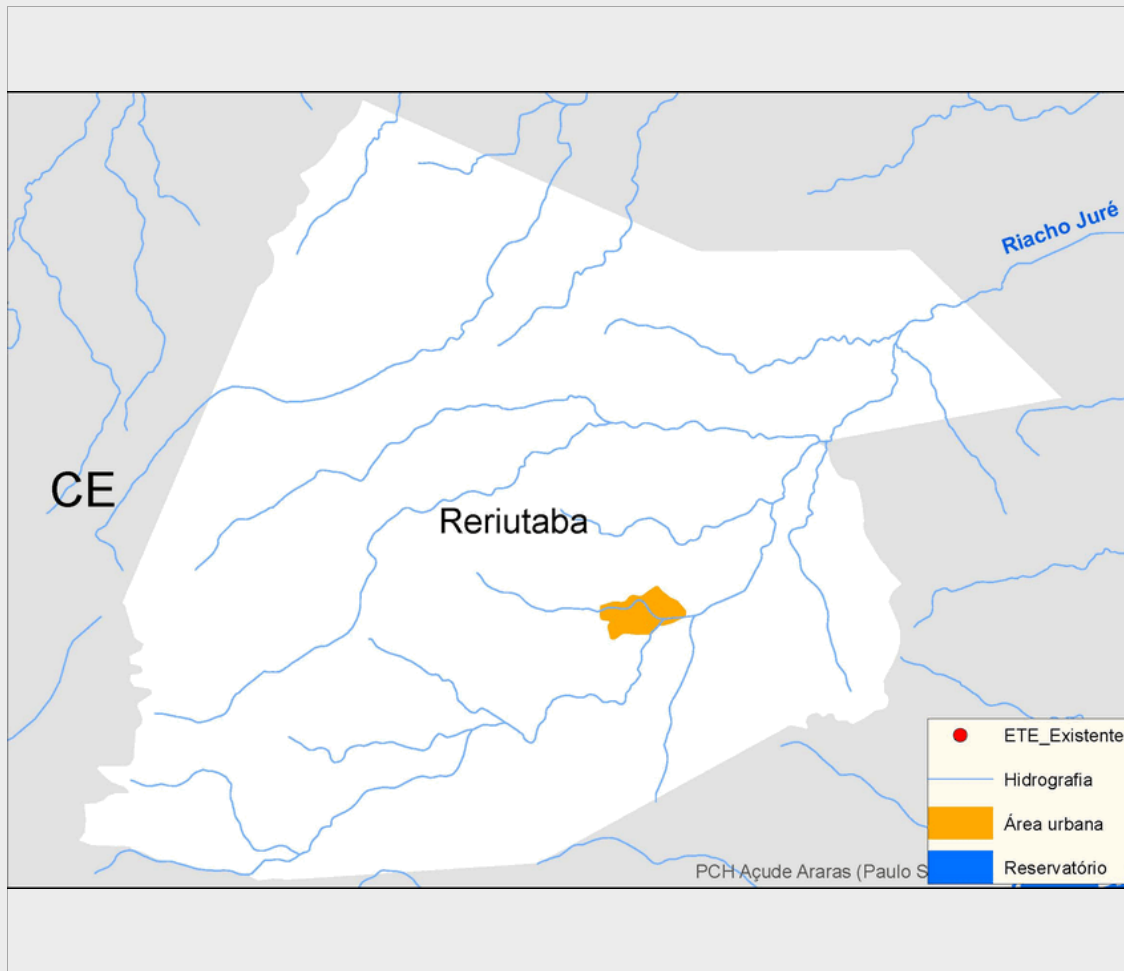 Riacho Juré
CE
Reriutaba
ETE_Existente
Hidrografia
Área urbana
Reservatório
PCH Açude Araras (Paulo S